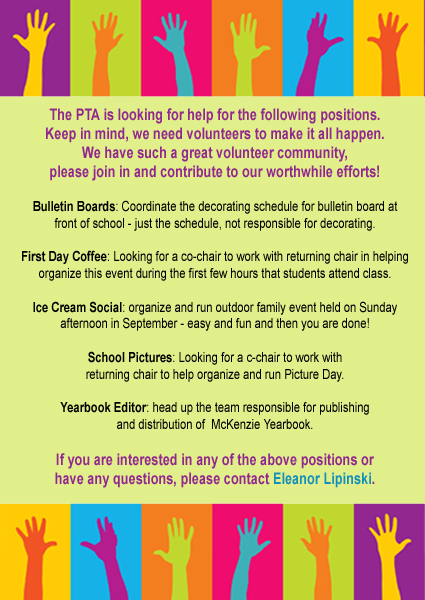 The PTA is looking for help for the following positions.
Keep in mind, we need volunteers to make it all happen.
We have such a great volunteer community,
please join in and contribute to our worthwhile efforts!
Bulletin Boards: Coordinate the decorating schedule for bulletin board at
front of school - just the schedule, not responsible for decorating.
First Day Coffee: Looking for a co-chair to work with returning chair in helping
organize this event during the first few hours that students attend class.
Ice Cream Social: organize and run outdoor family event held on Sunday
afternoon in September - easy and fun and then you are done!
School Pictures: Looking for a c-chair to work with
returning chair to help organize and run Picture Day.
Yearbook Editor: head up the team responsible for publishing
and distribution of McKenzie Yearbook.
If you are interested in any of the above positions or
have any questions, please contact Eleanor Lipinski.